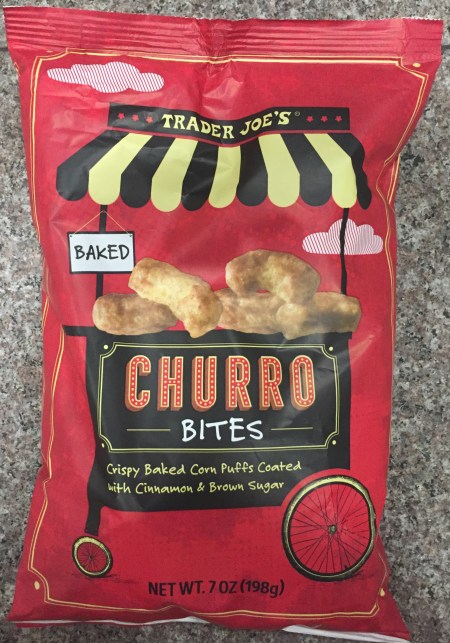 TRADER JOE'S®
BAKED
CHURRO
BITES
Crispy Baked Corn Puffs Coated
with Cinnamon & Brown Sugar
NET WT. 7 OZ (198g)